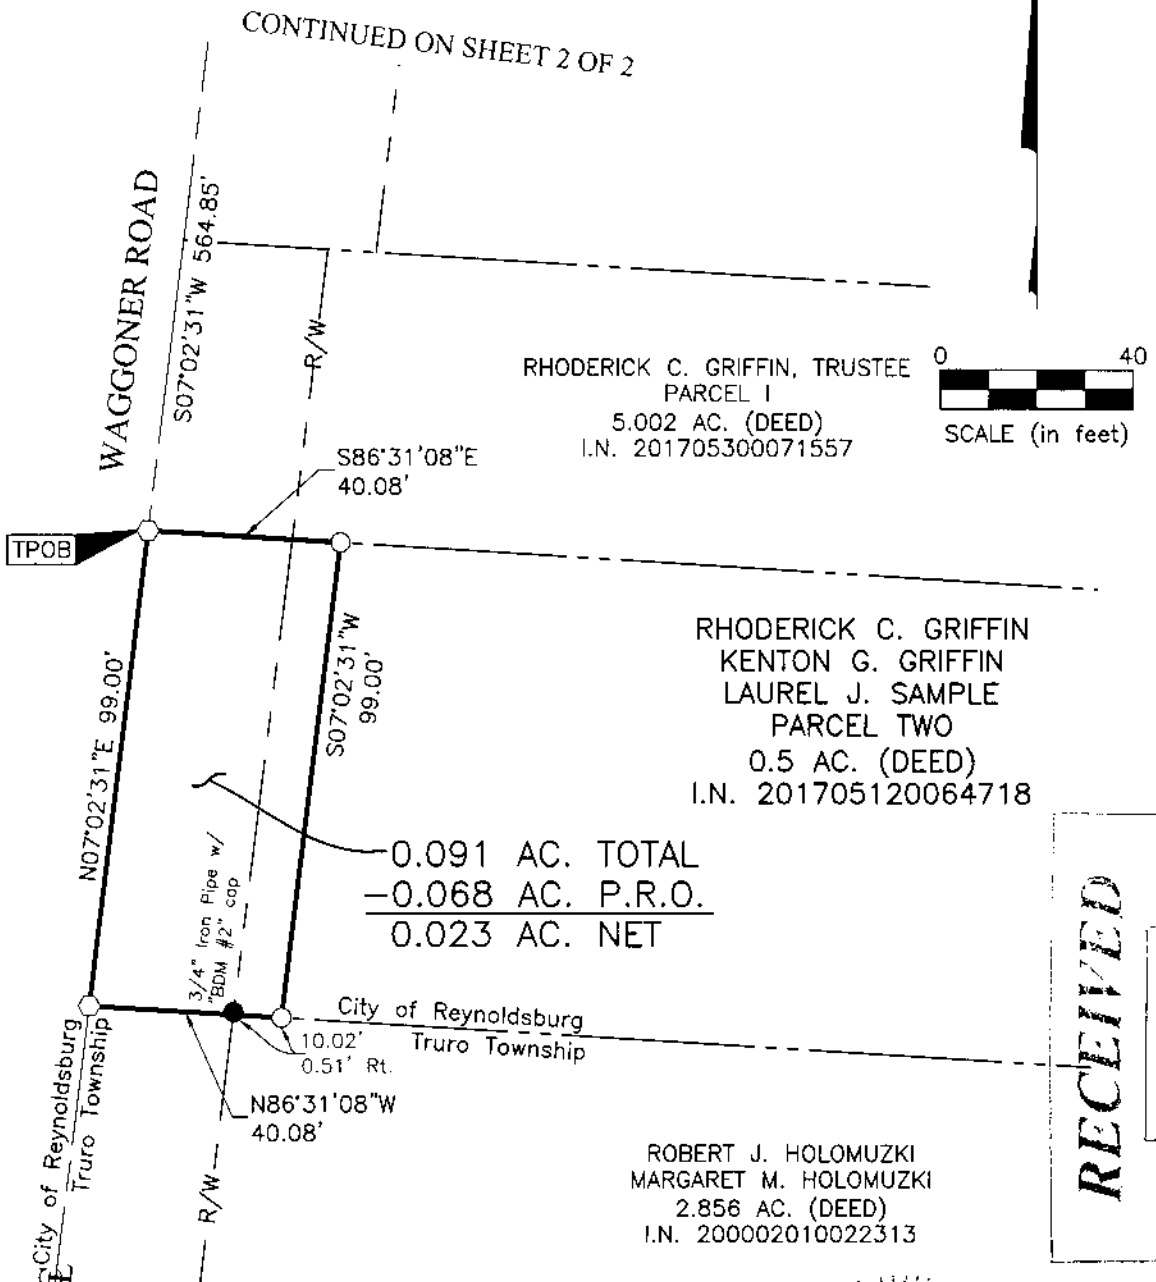 CONTINUED ON SHEET 2 OF 2
WAGGONER ROAD
S07°02'31"W 564.85'
R/W
RHODERICK C. GRIFFIN, TRUSTEE
PARCEL I
5.002 AC. (DEED)
I.N. 201705300071557
0 40
SCALE (in feet)
S86°31'08"E
40.08'
TPOB
N07°02'31"E 99.00'
S07°02'31"W
99.00'
RHODERICK C. GRIFFIN
KENTON G. GRIFFIN
LAUREL J. SAMPLE
PARCEL TWO
0.5 AC. (DEED)
I.N. 201705120064718
0.091 AC. TOTAL
-0.068 AC. P.R.O.
0.023 AC. NET
3/4" Iron Pipe w/
"BDM #2" cap
City of Reynoldsburg
Truro Township
10.02'
0.51' Rt.
N86°31'08"W
40.08'
City of Reynoldsburg
Truro Township
R/W
ROBERT J. HOLOMUZKI
MARGARET M. HOLOMUZKI
2.856 AC. (DEED)
I.N. 200002010022313
RECEIVED